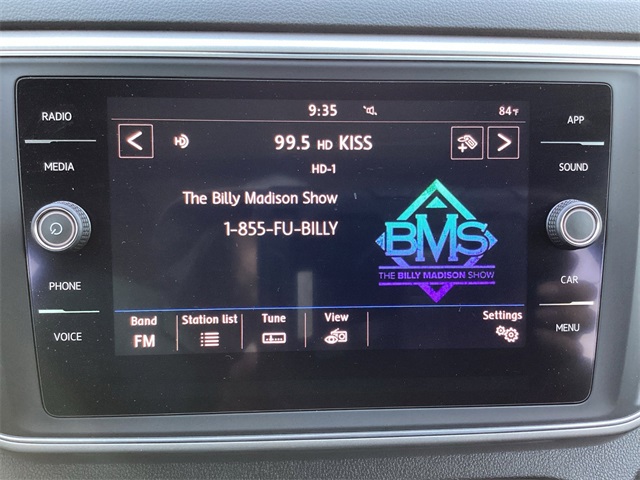 9:35 84°F
RADIO APP
99.5 HD KISS
HD-1
MEDIA SOUND
The Billy Madison Show
1-855-FU-BILLY
BMS
THE BILLY MADISON SHOW
PHONE CAR
Band Station list Tune View Settings
FM
VOICE MENU